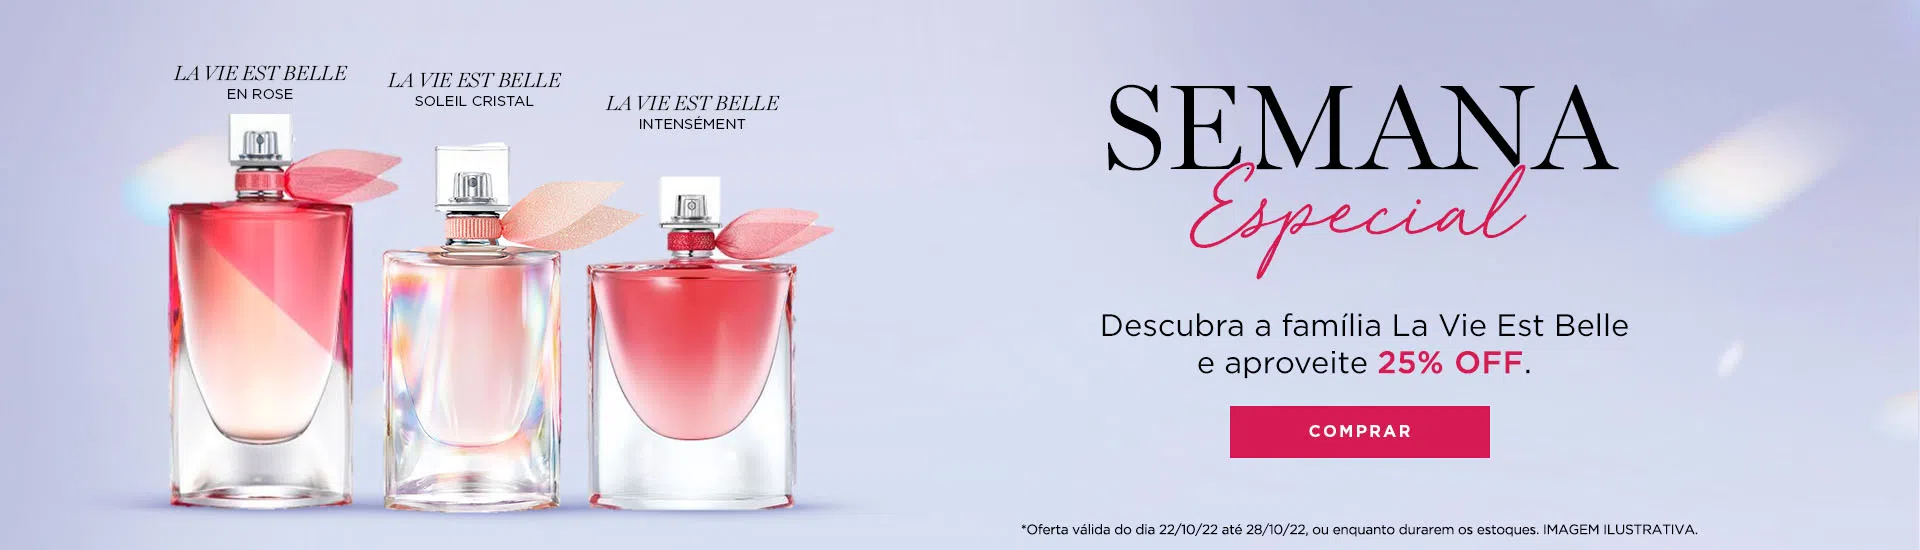 LA VIE EST BELLE
EN ROSE
LA VIE EST BELLE
SOLEIL CRISTAL
LA VIE EST BELLE
INTENSÉMENT
SEMANA
Especial
Descubra a família La Vie Est Belle
e aproveite 25% OFF.
COMPRAR
*Oferta válida do dia 22/10/22 até 28/10/22, ou enquanto durarem os estoques. IMAGEM ILUSTRATIVA.